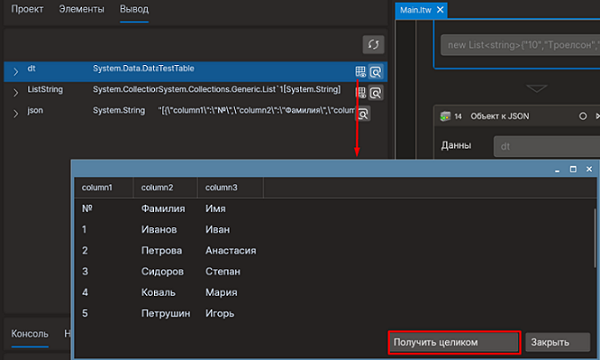 Проект Элементы Вывод
Main.ltw
new List<string>{"10","Троепсон",
dt System.Data.DataTestTable
ListString System.CollectionSystem.Collections.Generic.List`1[System.String]
json System.String "[{\"column1\":\"№\",\"column2\":\"Фамилия\",\"colum
14 Объект к JSON
Данны dt
column1 column2 column3
№ Фамилия Имя
1 Иванов Иван
2 Петрова Анастасия
3 Сидоров Степан
4 Коваль Мария
5 Петрушин Игорь
Консоль Н
Получить целиком Закрыть